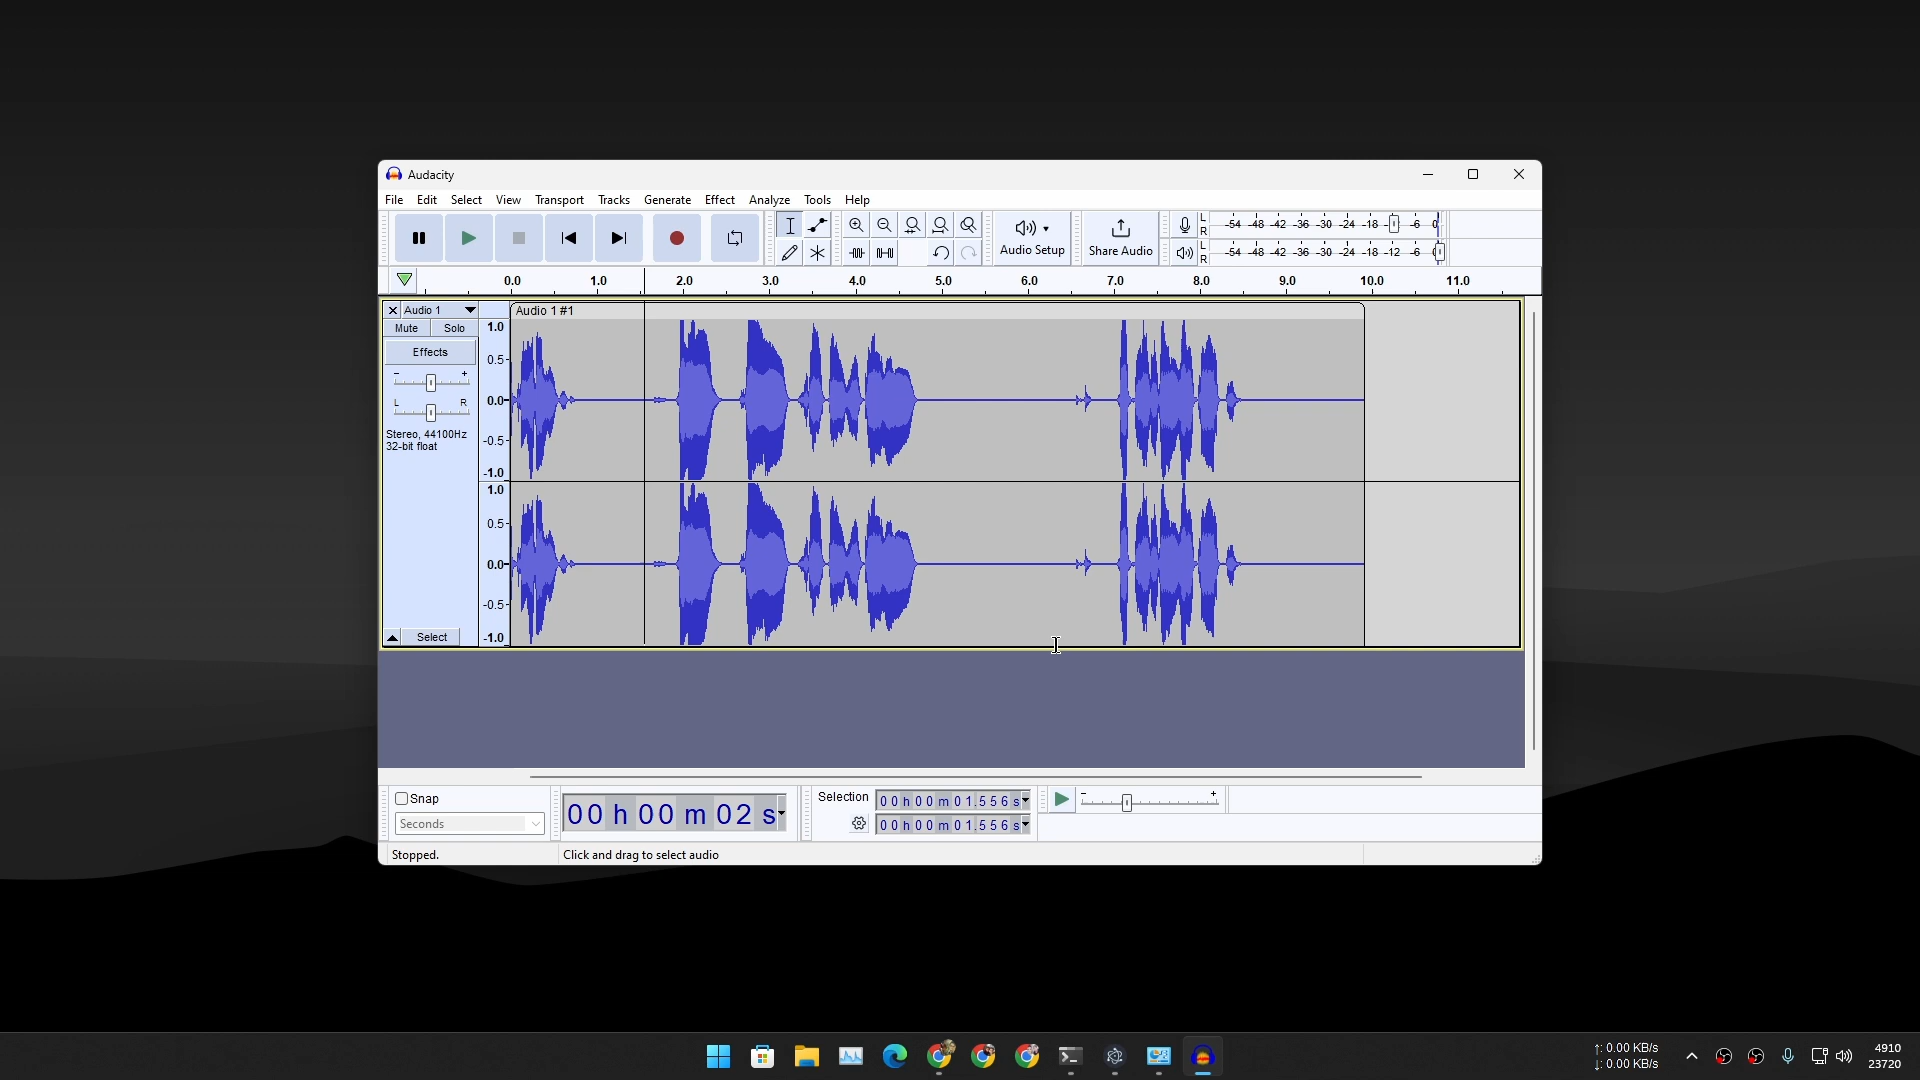 Audacity
File Edit Select View Transport Tracks Generate Effect Analyze Tools Help
Audio Setup
Share Audio
L
R
-54 -48 -42 -36 -30 -24 -18 -6 0
L
R
-54 -48 -42 -36 -30 -24 -18 -12 -6
0.0 1.0 2.0 3.0 4.0 5.0 6.0 7.0 8.0 9.0 10.0 11.0
Audio 1
Audio 1 #1
Mute Solo
Effects
- +
L R
Stereo, 44100Hz
32-bit float
Select
1.0
0.5
0.0
-0.5
-1.0
1.0
0.5
0.0
-0.5
-1.0
Snap
Seconds
00 h 00 m 02 s
Selection
00 h 00 m 01.556 s
00 h 00 m 01.556 s
- +
Stopped.
Click and drag to select audio
↑: 0.00 KB/s
↓: 0.00 KB/s
4910
23720